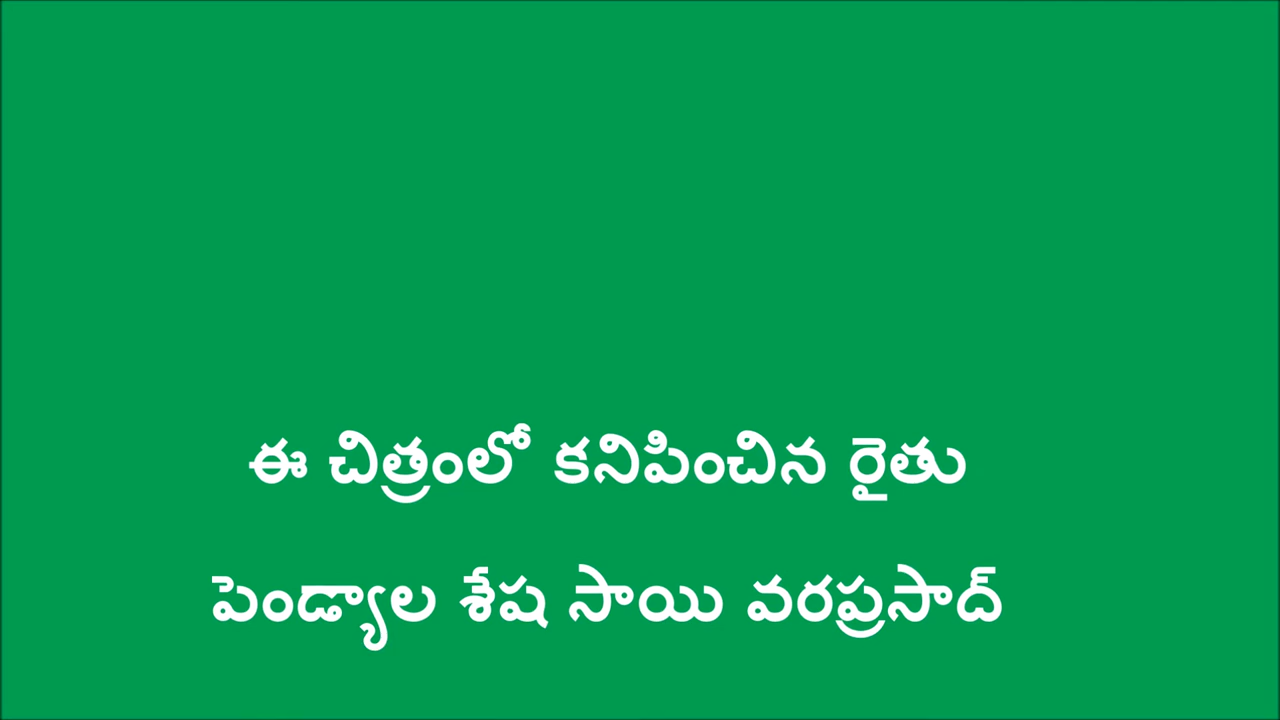 ఈ చిత్రంలో కనిపించిన రైతు
పెండ్యాల శేష సాయి వరప్రసాద్